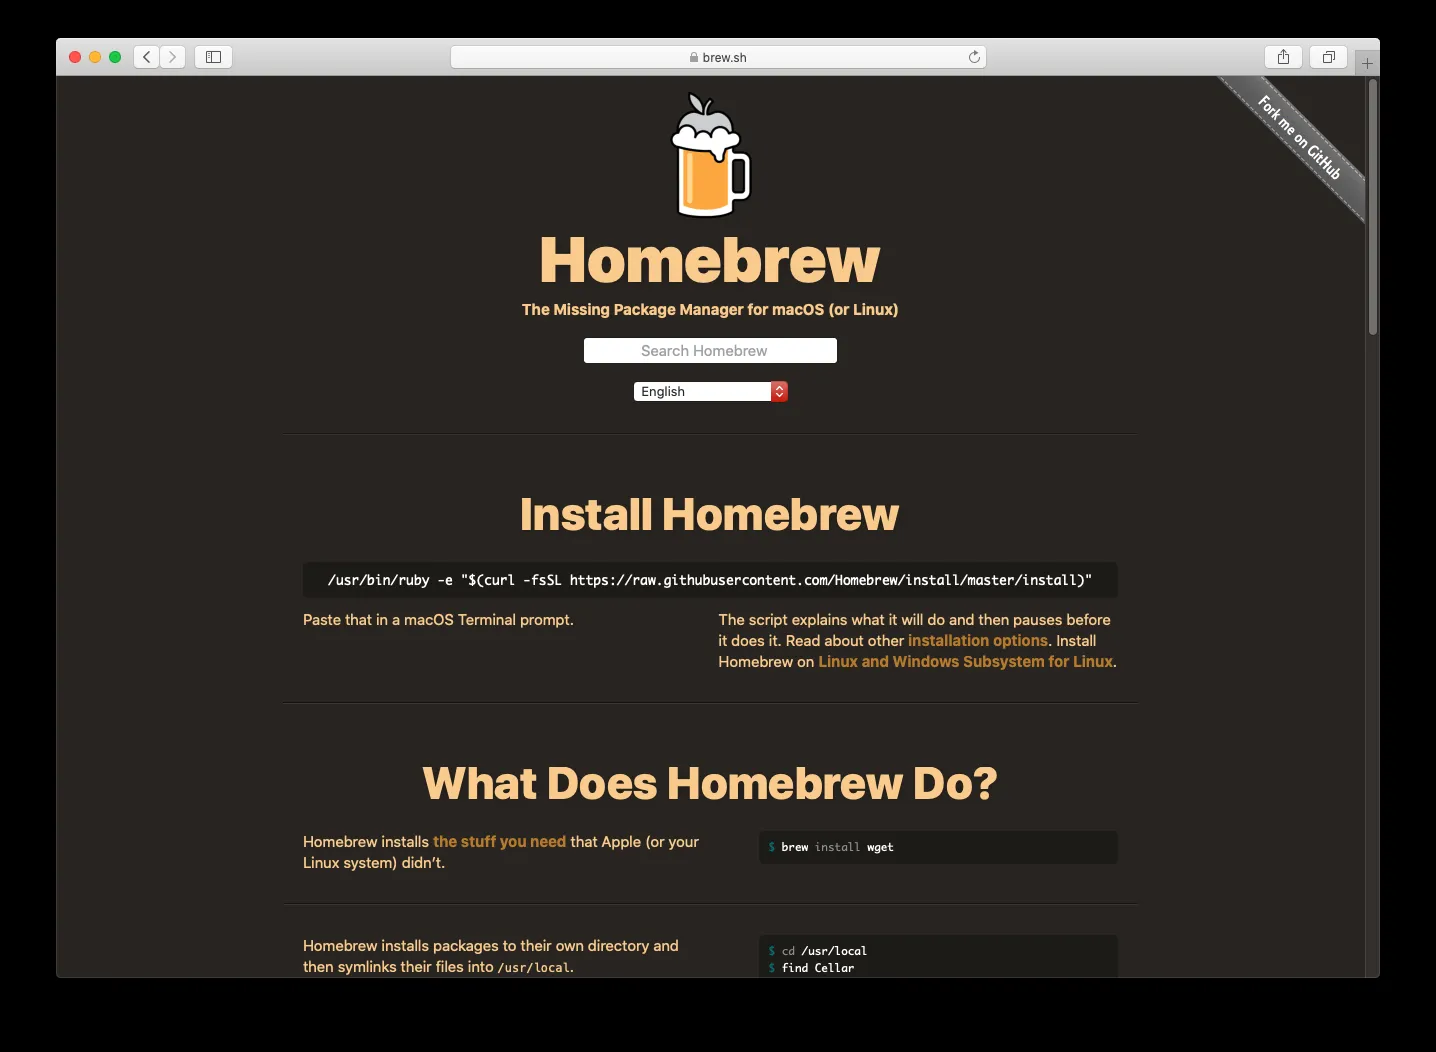 brew.sh
Fork me on GitHub
Homebrew
The Missing Package Manager for macOS (or Linux)
Search Homebrew
English
Install Homebrew
/usr/bin/ruby -e "$(curl -fsSL https://raw.githubusercontent.com/Homebrew/install/master/install)"
Paste that in a macOS Terminal prompt.
The script explains what it will do and then pauses before
it does it. Read about other installation options. Install
Homebrew on Linux and Windows Subsystem for Linux.
What Does Homebrew Do?
Homebrew installs the stuff you need that Apple (or your
Linux system) didn’t.
$ brew install wget
Homebrew installs packages to their own directory and
then symlinks their files into /usr/local.
$ cd /usr/local
$ find Cellar